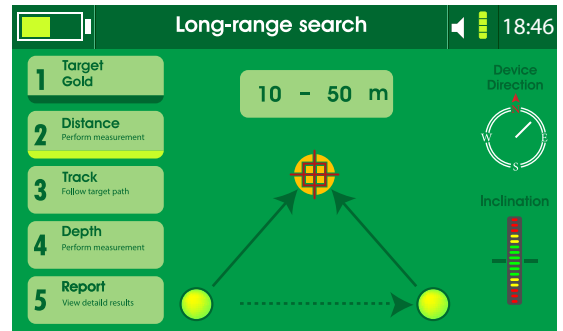 Long-range search
18:46
1
Target
Gold
2
Distance
Perform measurement
3
Track
Follow target path
4
Depth
Perform measurement
5
Report
View detaild results
10 - 50 m
Device
Direction
W
E
S
Inclination